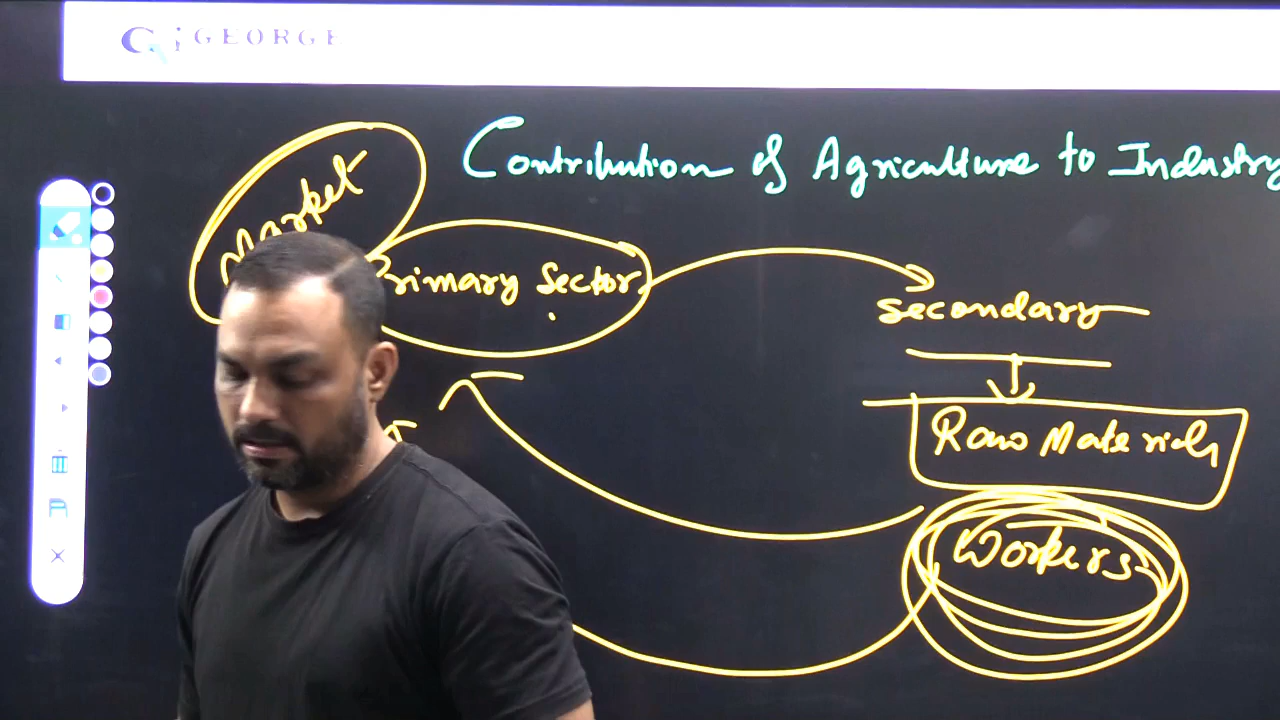 GEORGE
Contribution of Agriculture to Industry
Market
Primary Sector
Secondary
Raw Materials
Workers